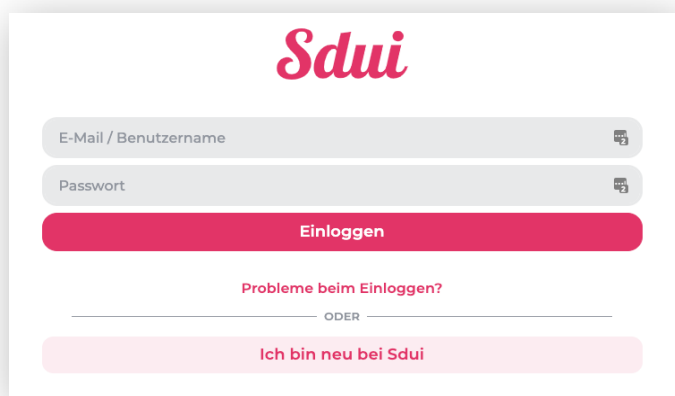 Sdui
E-Mail / Benutzername
Passwort
Einloggen
Probleme beim Einloggen?
ODER
Ich bin neu bei Sdui